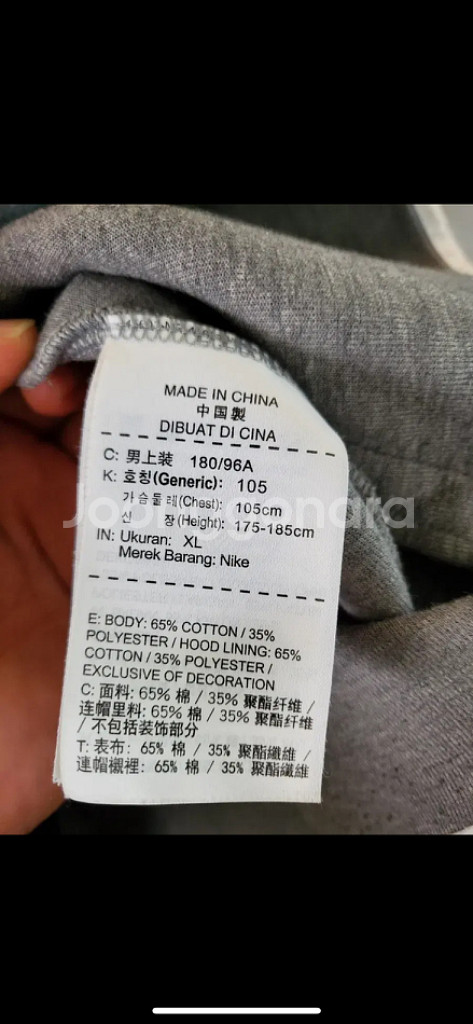 MADE IN CHINA
中国製
DIBUAT DI CINA
C: 男上装 180/96A
K: 호칭(Generic): 105
가슴둘레(Chest): 105cm
신 장(Height): 175-185cm
IN: Ukuran: XL
Merek Barang: Nike
E: BODY: 65% COTTON / 35%
POLYESTER / HOOD LINING: 65%
COTTON / 35% POLYESTER /
EXCLUSIVE OF DECORATION
C: 面料: 65% 棉 / 35% 聚酯纤维 /
连帽里料: 65% 棉 / 35% 聚酯纤维
/ 不包括装饰部分
T: 表布: 65% 棉 / 35% 聚酯纖維 /
連帽襯裡: 65% 棉 / 35% 聚酯纖維
joonggonara